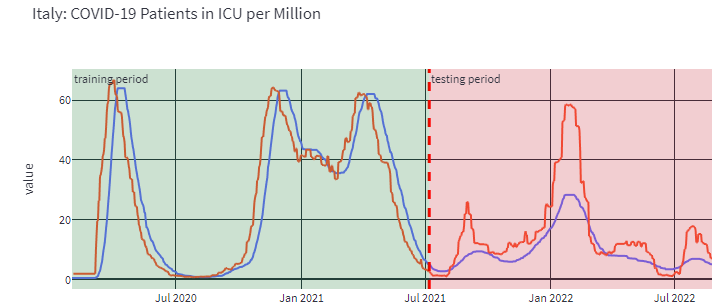 Italy: COVID-19 Patients in ICU per Million
training period
testing period
60
40
20
0
value
Jul 2020
Jan 2021
Jul 2021
Jan 2022
Jul 2022